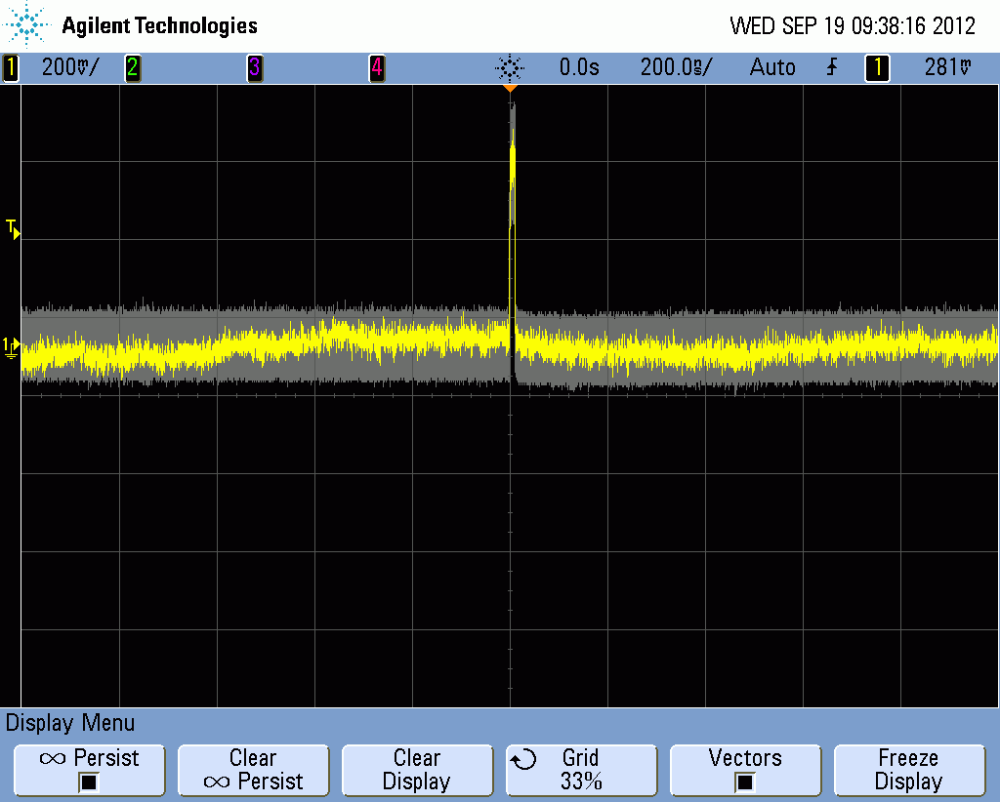 Agilent Technologies WED SEP 19 09:38:16 2012
1 200mV/ 2 3 4 0.0s 200.0ns/ Auto 1 281mV
T
1
Display Menu
∞ Persist Clear ∞ Persist Clear Display Grid 33% Vectors Freeze Display